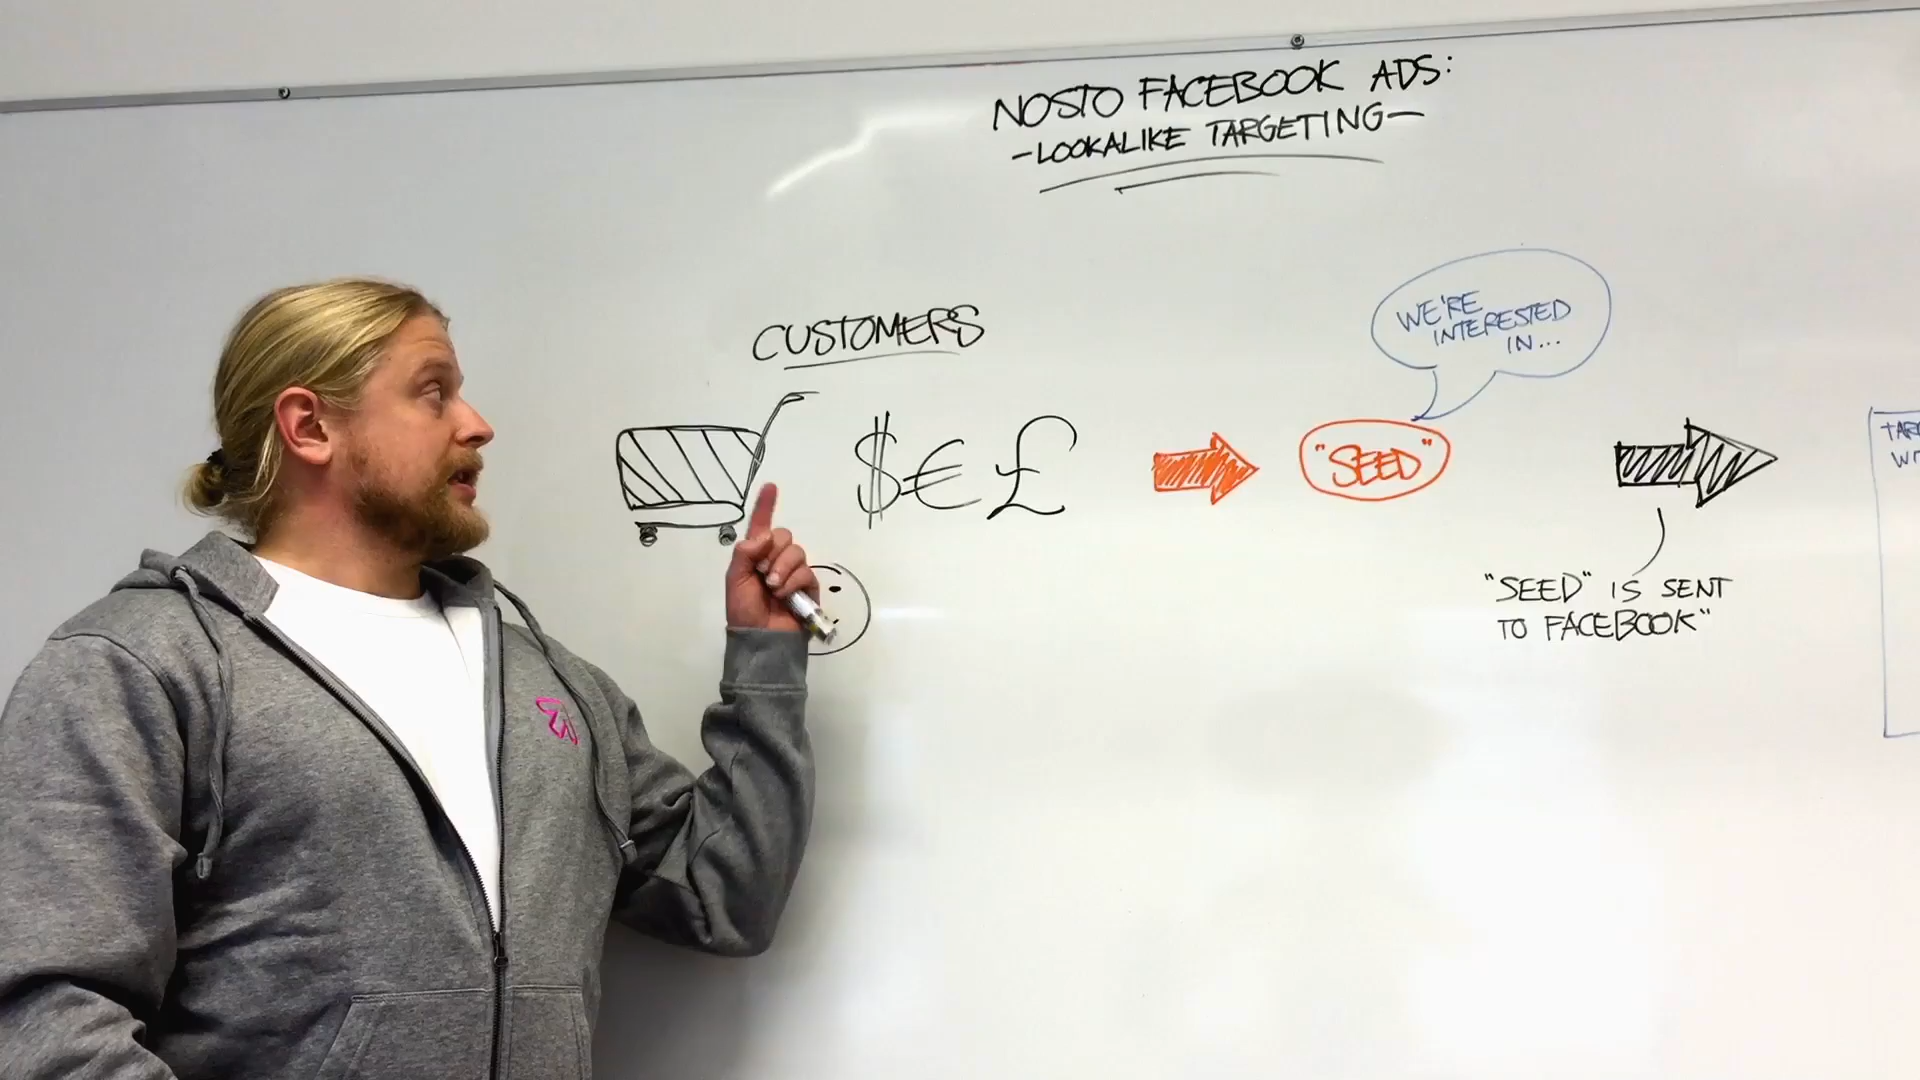 NOSTO FACEBOOK ADS:
-LOOKALIKE TARGETING-
CUSTOMERS
$ € £
WE'RE
INTERESTED
IN...
"SEED"
"SEED" IS SENT
TO FACEBOOK"